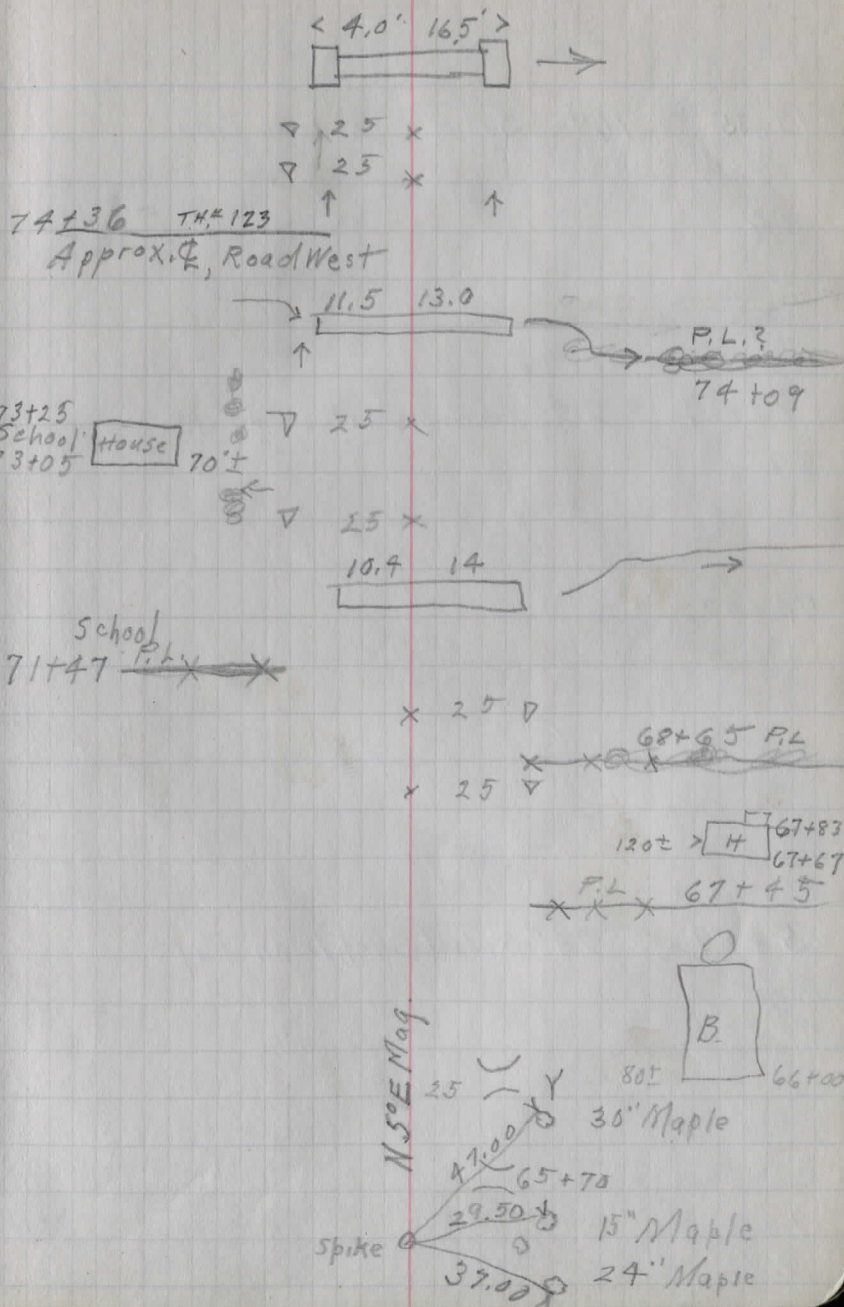 < 4.0' 16.5' >
25 ×
25 ×
74+36 T.H.# 123
Approx. ℄, Road West
11.5 13.0
P.L.?
74+09
73+25
School House 70'±
73+05
25 ×
25 ×
10.4 14
School
71+47 P.L.
× 25
68+65 P.L
× 25
120± > H 67+83
67+67
P.L 67+45
B.
80± 66+00
N 5°E Mag.
25
30" Maple
47.00
65+70
29.50
15" Maple
Spike
37.00
24" Maple